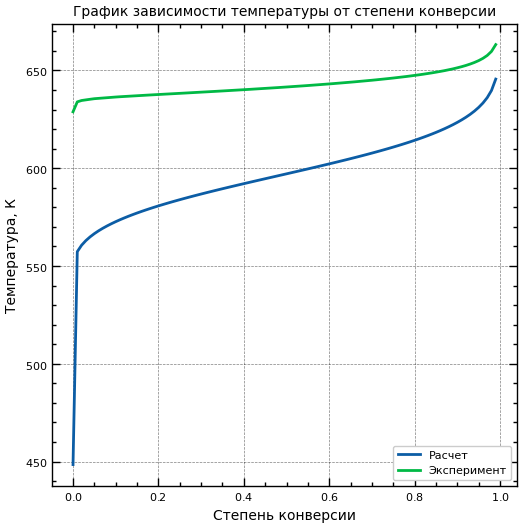 График зависимости температуры от степени конверсии
Температура, К
650
600
550
500
450
0.0 0.2 0.4 0.6 0.8 1.0
Степень конверсии
Расчет
Эксперимент